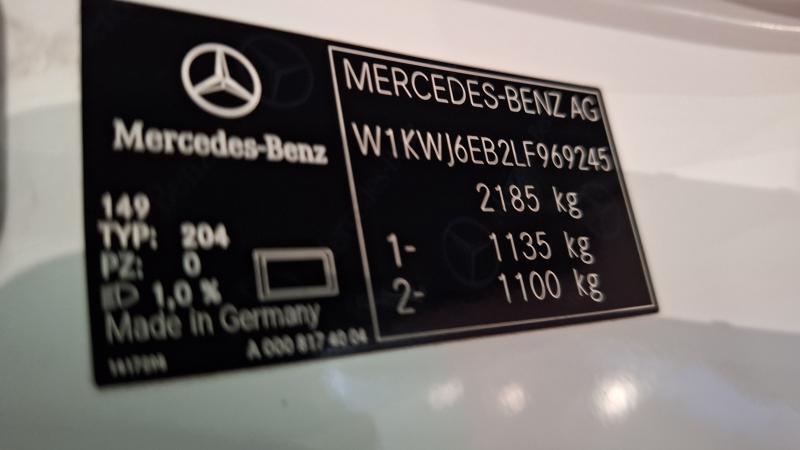 Mercedes-Benz
149
TYP: 204
PZ: 0
1,0 %
Made in Germany
A 000 817 40 04
MERCEDES-BENZ AG
W1KWJ6EB2LF969245
2185 kg
1- 1135 kg
2- 1100 kg